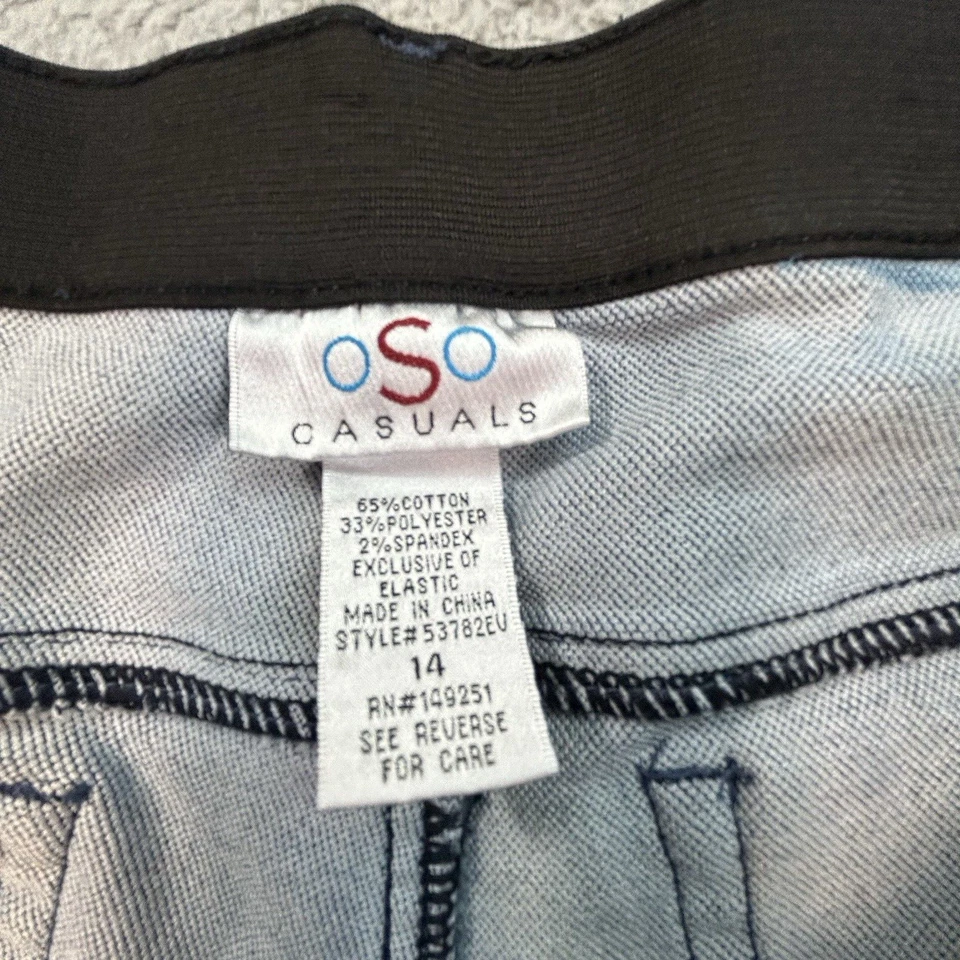 oSo
CASUALS
65%COTTON
33%POLYESTER
2%SPANDEX
EXCLUSIVE OF
ELASTIC
MADE IN CHINA
STYLE#53782EV
14
RN#149251
SEE REVERSE
FOR CARE